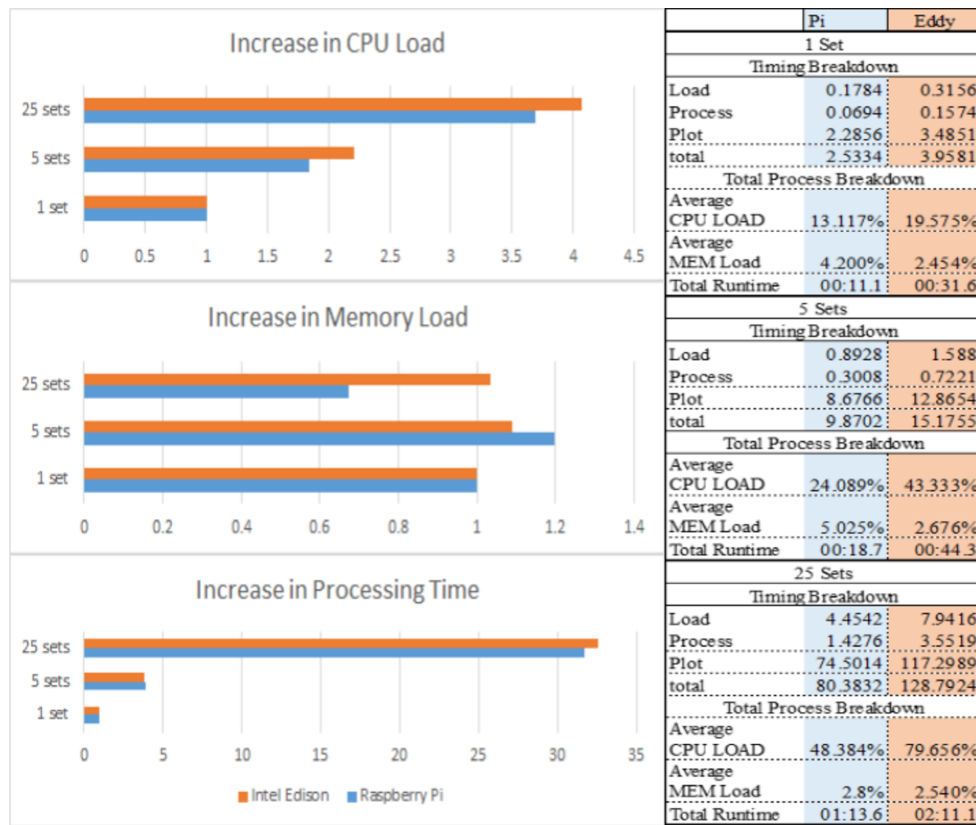 Increase in CPU Load
25 sets
5 sets
1 set
0 0.5 1 1.5 2 2.5 3 3.5 4 4.5
Increase in Memory Load
25 sets
5 sets
1 set
0 0.2 0.4 0.6 0.8 1 1.2 1.4
Increase in Processing Time
25 sets
5 sets
1 set
0 5 10 15 20 25 30 35
Intel Edison Raspberry Pi
Pi Eddy
1 Set
Timing Breakdown
Load 0.1784 0.3156
Process 0.0694 0.1574
Plot 2.2856 3.4851
total 2.5334 3.9581
Total Process Breakdown
Average
CPU LOAD 13.117% 19.575%
Average
MEM Load 4.200% 2.454%
Total Runtime 00:11.1 00:31.6
5 Sets
Timing Breakdown
Load 0.8928 1.588
Process 0.3008 0.7221
Plot 8.6766 12.8654
total 9.8702 15.1755
Total Process Breakdown
Average
CPU LOAD 24.089% 43.333%
Average
MEM Load 5.025% 2.676%
Total Runtime 00:18.7 00:44.3
25 Sets
Timing Breakdown
Load 4.4542 7.9416
Process 1.4276 3.5519
Plot 74.5014 117.2989
total 80.3832 128.7924
Total Process Breakdown
Average
CPU LOAD 48.384% 79.656%
Average
MEM Load 2.8% 2.540%
Total Runtime 01:13.6 02:11.1